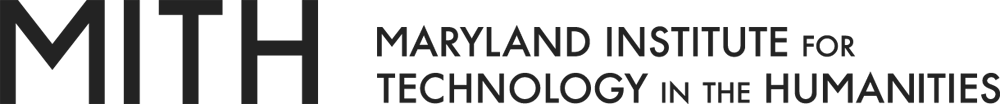 MITH
MARYLAND INSTITUTE FOR
TECHNOLOGY IN THE HUMANITIES